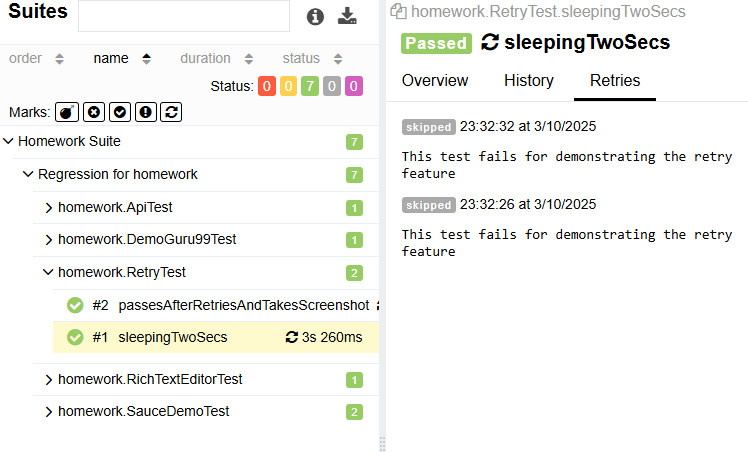 Suites
order name duration status
Status: 0 0 7 0 0
Marks:
Homework Suite 7
Regression for homework 7
homework.ApiTest 1
homework.DemoGuru99Test 1
homework.RetryTest 2
#2 passesAfterRetriesAndTakesScreenshot
#1 sleepingTwoSecs 3s 260ms
homework.RichTextEditorTest 1
homework.SauceDemoTest 2
homework.RetryTest.sleepingTwoSecs
Passed sleepingTwoSecs
Overview History Retries
skipped 23:32:32 at 3/10/2025
This test fails for demonstrating the retry
feature
skipped 23:32:26 at 3/10/2025
This test fails for demonstrating the retry
feature